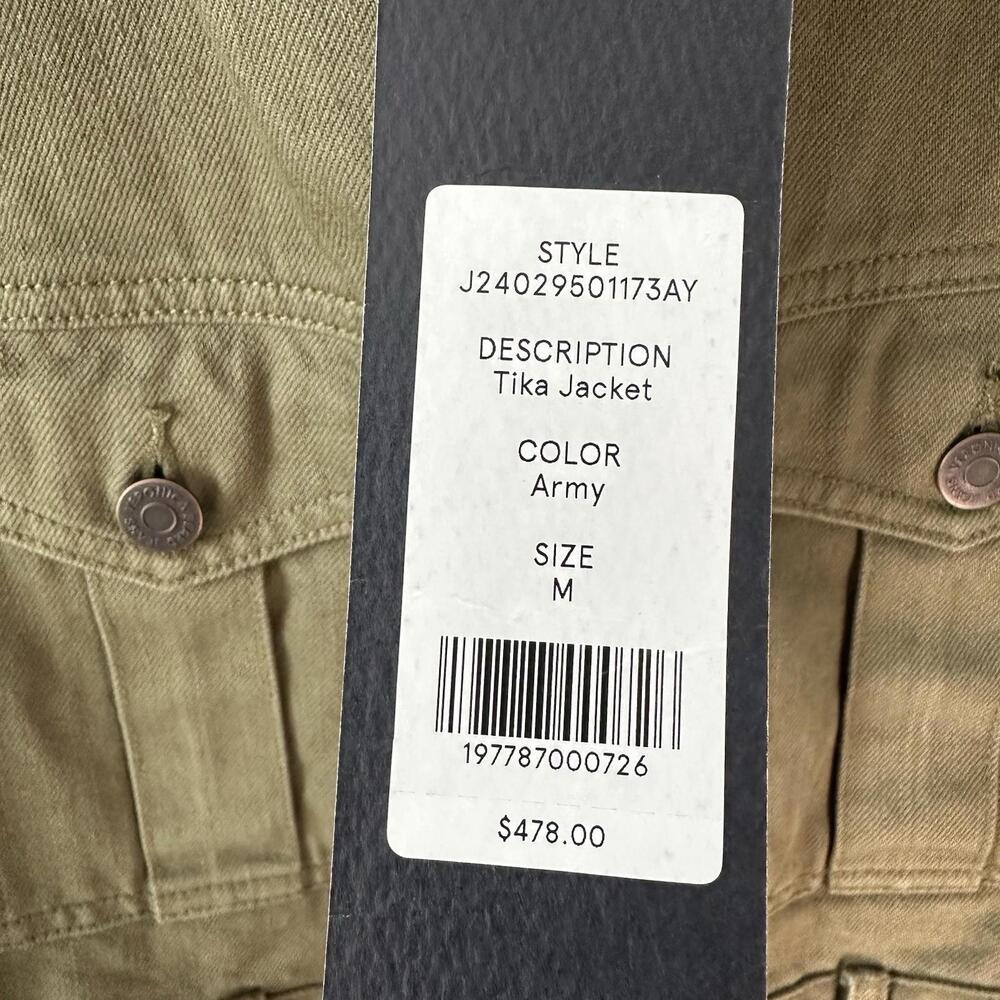 STYLE
J24029501173AY
DESCRIPTION
Tika Jacket
COLOR
Army
SIZE
M
197787000726
$478.00